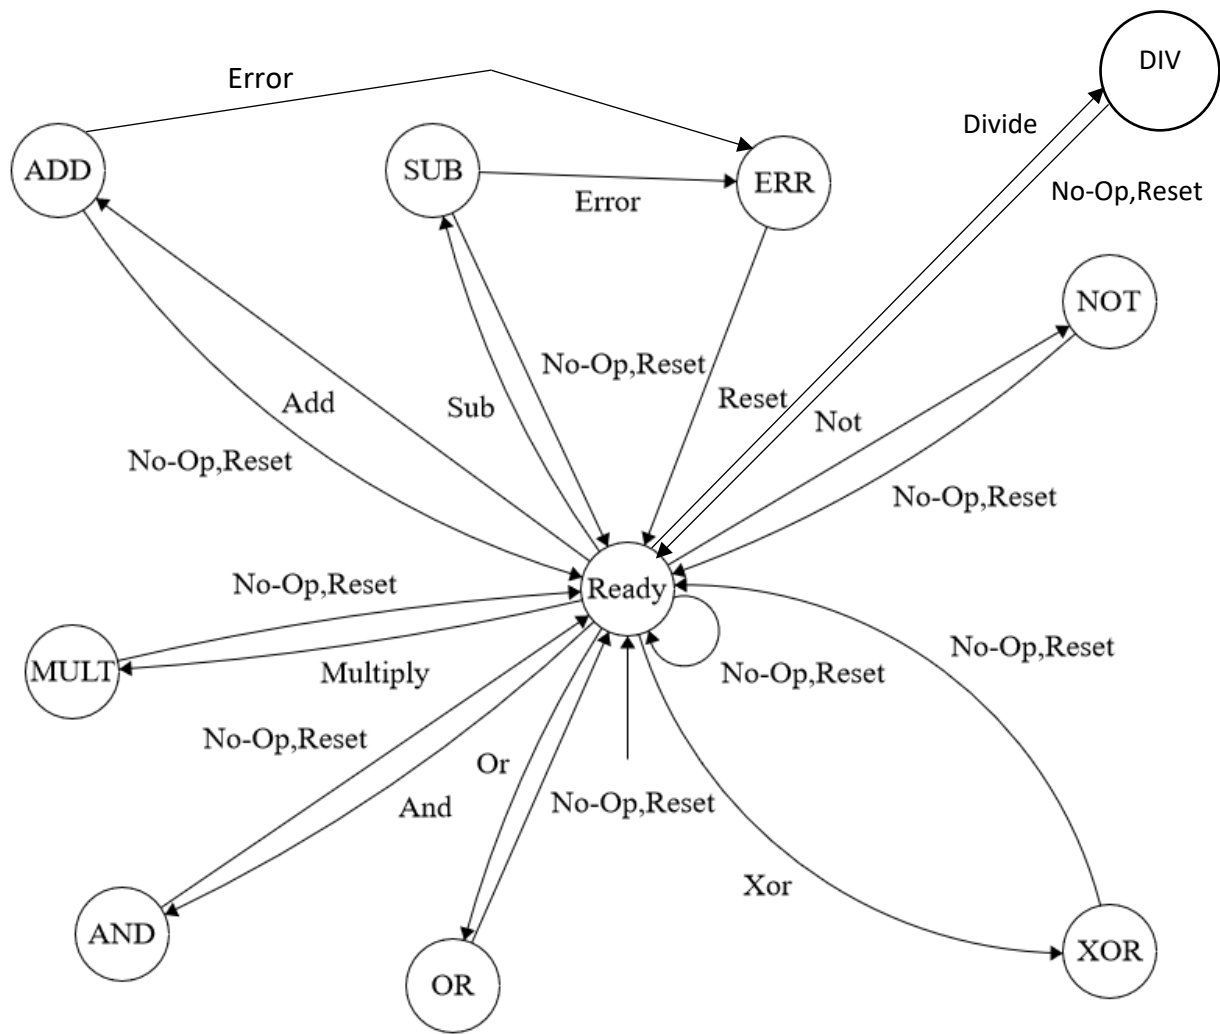 DIV
Error
Divide
ADD
SUB
ERR
No-Op,Reset
Error
NOT
No-Op,Reset
Reset
Add
Sub
Not
No-Op,Reset
No-Op,Reset
No-Op,Reset
Ready
No-Op,Reset
MULT
Multiply
No-Op,Reset
No-Op,Reset
Or
And
No-Op,Reset
Xor
AND
XOR
OR